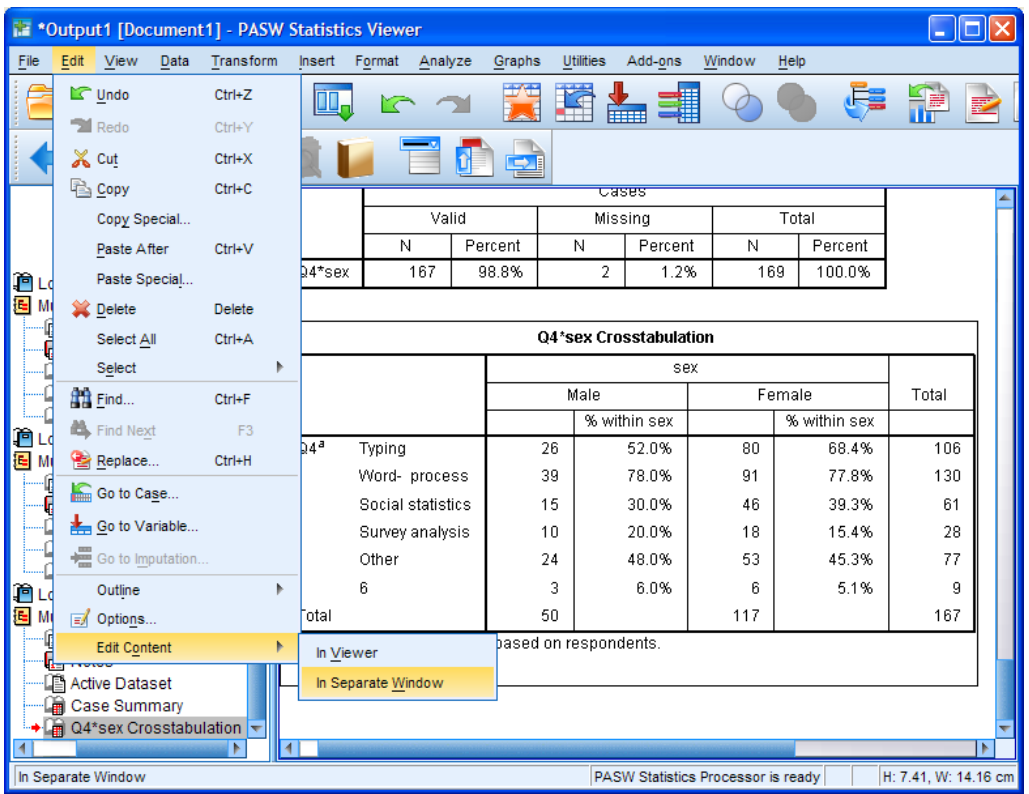 *Output1 [Document1] - PASW Statistics Viewer
File Edit View Data Transform Insert Format Analyze Graphs Utilities Add-ons Window Help
Undo Ctrl+Z
Redo Ctrl+Y
Cut Ctrl+X
Copy Ctrl+C
Copy Special...
Paste After Ctrl+V
Paste Special...
Delete Delete
Select All Ctrl+A
Select
Find... Ctrl+F
Find Next F3
Replace... Ctrl+H
Go to Case...
Go to Variable...
Go to Imputation...
Outline
Options...
Edit Content
In Viewer
In Separate Window
Notes
Active Dataset
Case Summary
Q4*sex Crosstabulation
Cases
Valid Missing Total
N Percent N Percent N Percent
Q4*sex 167 98.8% 2 1.2% 169 100.0%
Q4*sex Crosstabulation
sex
Male Female Total
% within sex % within sex
Q4a Typing 26 52.0% 80 68.4% 106
Word- process 39 78.0% 91 77.8% 130
Social statistics 15 30.0% 46 39.3% 61
Survey analysis 10 20.0% 18 15.4% 28
Other 24 48.0% 53 45.3% 77
6 3 6.0% 6 5.1% 9
Total 50 117 167
based on respondents.
In Separate Window PASW Statistics Processor is ready H: 7.41, W: 14.16 cm